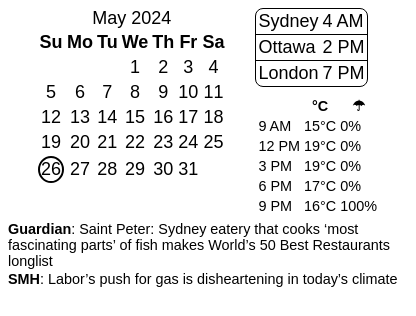 May 2024
Su Mo Tu We Th Fr Sa
1 2 3 4
5 6 7 8 9 10 11
12 13 14 15 16 17 18
19 20 21 22 23 24 25
26 27 28 29 30 31
Sydney 4 AM
Ottawa 2 PM
London 7 PM
°C ☂
9 AM 15°C 0%
12 PM 19°C 0%
3 PM 19°C 0%
6 PM 17°C 0%
9 PM 16°C 100%
Guardian: Saint Peter: Sydney eatery that cooks ‘most
fascinating parts’ of fish makes World’s 50 Best Restaurants
longlist
SMH: Labor’s push for gas is disheartening in today’s climate